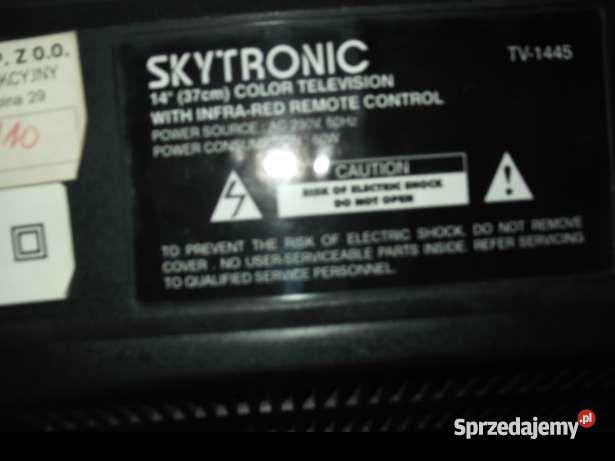 P. Z O.O.
KCYJNY
ina 29
SKYTRONIC
TV-1445
14" (37cm) COLOR TELEVISION
WITH INFRA-RED REMOTE CONTROL
POWER SOURCE : AC 230V, 50Hz
POWER
CAUTION
RISK OF ELECTRIC SHOCK
DO NOT OPEN
TO PREVENT THE RISK OF ELECTRIC SHOCK, DO NOT REMOVE
COVER . NO USER-SERVICEABLE PARTS INSIDE. REFER SERVICING
TO QUALIFIED SERVICE PERSONNEL.
Sprzedajemy.pl